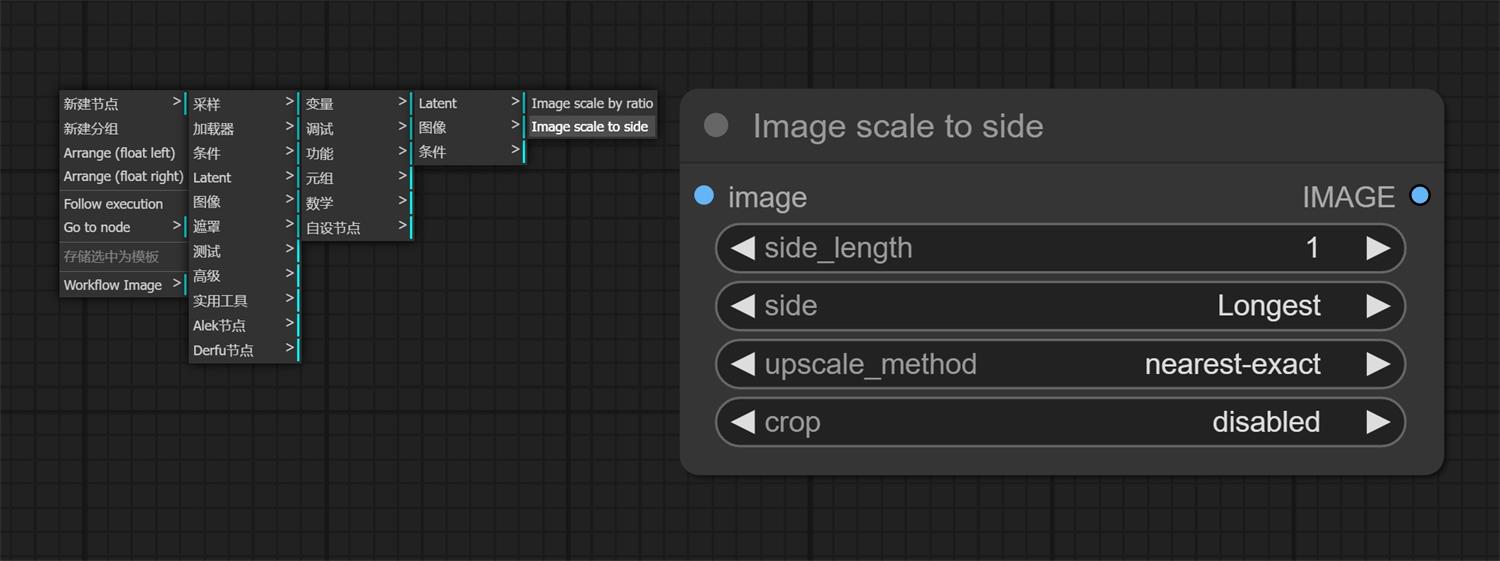 新建节点 >
新建分组
Arrange (float left)
Arrange (float right)
Follow execution
Go to node >
存储选中为模板
Workflow Image >
采样 >
加载器 >
条件 >
Latent >
图像 >
遮罩 >
测试 >
高级 >
实用工具 >
Alek节点 >
Derfu节点 >
变量 >
调试 >
功能 >
元组 >
数学 >
自设节点 >
Latent >
图像 >
条件 >
Image scale by ratio
Image scale to side
Image scale to side
image IMAGE
side_length 1
side Longest
upscale_method nearest-exact
crop disabled